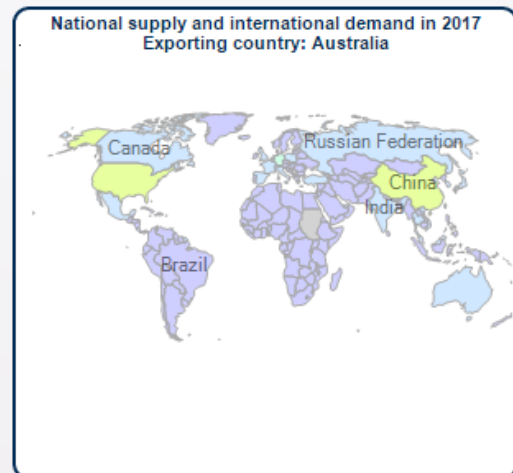 National supply and international demand in 2017
Exporting country: Australia
Canada
Russian Federation
China
India
Brazil